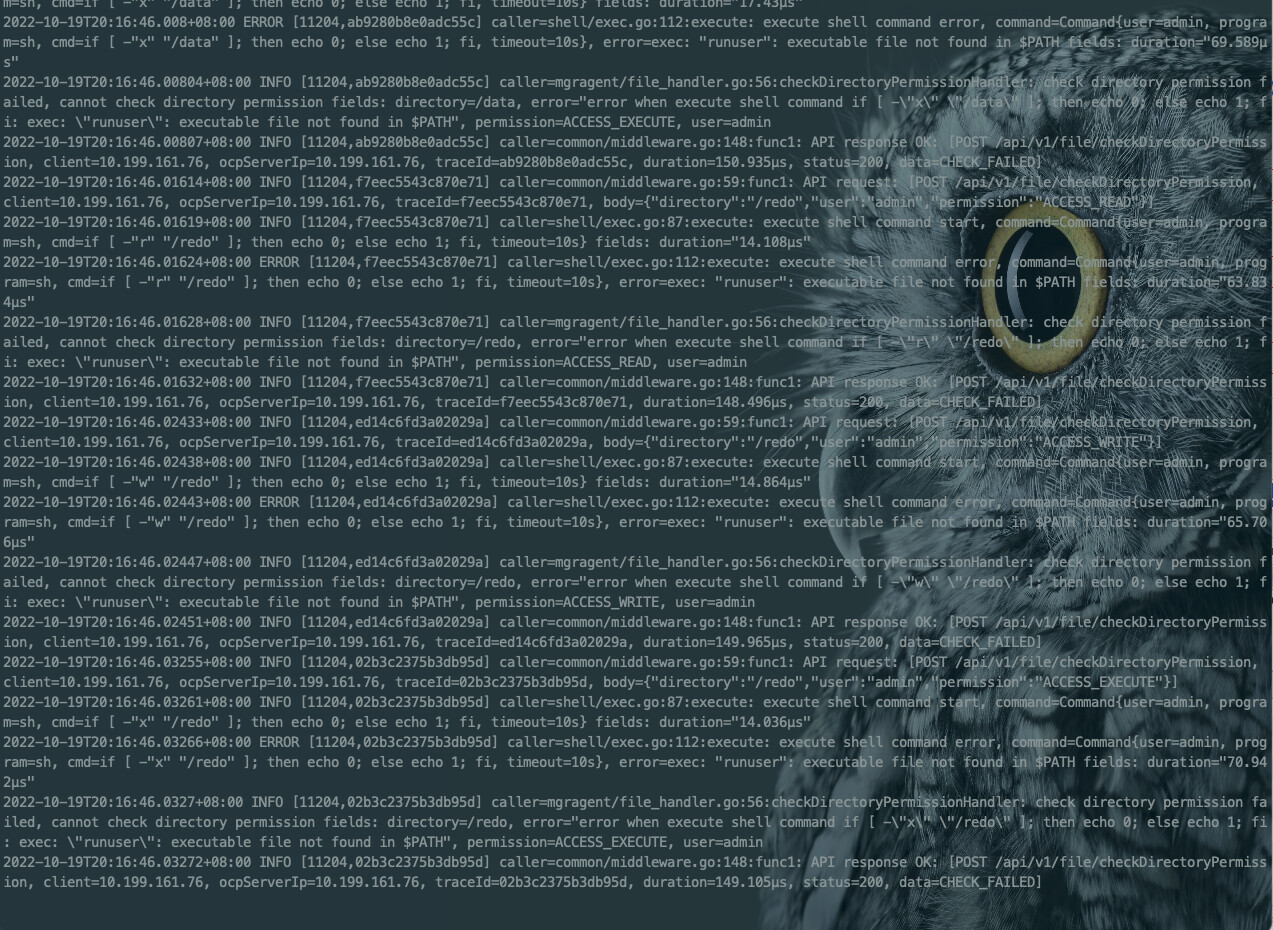 m=sh, cmd=if [ -"x" "/data" ]; then echo 0; else echo 1; fi, timeout=10s} fields: duration="17.43µs"
2022-10-19T20:16:46.008+08:00 ERROR [11204,ab9280b8e0adc55c] caller=shell/exec.go:112:execute: execute shell command error, command=Command{user=admin, progra
m=sh, cmd=if [ -"x" "/data" ]; then echo 0; else echo 1; fi, timeout=10s}, error=exec: "runuser": executable file not found in $PATH fields: duration="69.589µ
s"
2022-10-19T20:16:46.00804+08:00 INFO [11204,ab9280b8e0adc55c] caller=mgragent/file_handler.go:56:checkDirectoryPermissionHandler: check directory permission f
ailed, cannot check directory permission fields: directory=/data, error="error when execute shell command if [ -\"x\" \"/data\" ]; then echo 0; else echo 1; f
i: exec: \"runuser\": executable file not found in $PATH", permission=ACCESS_EXECUTE, user=admin
2022-10-19T20:16:46.00807+08:00 INFO [11204,ab9280b8e0adc55c] caller=common/middleware.go:148:func1: API response OK: [POST /api/v1/file/checkDirectoryPermiss
ion, client=10.199.161.76, ocpServerIp=10.199.161.76, traceId=ab9280b8e0adc55c, duration=150.935µs, status=200, data=CHECK_FAILED]
2022-10-19T20:16:46.01614+08:00 INFO [11204,f7eec5543c870e71] caller=common/middleware.go:59:func1: API request: [POST /api/v1/file/checkDirectoryPermission,
client=10.199.161.76, ocpServerIp=10.199.161.76, traceId=f7eec5543c870e71, body={"directory":"/redo","user":"admin","permission":"ACCESS_READ"}]
2022-10-19T20:16:46.01619+08:00 INFO [11204,f7eec5543c870e71] caller=shell/exec.go:87:execute: execute shell command start, command=Command{user=admin, progra
m=sh, cmd=if [ -"r" "/redo" ]; then echo 0; else echo 1; fi, timeout=10s} fields: duration="14.108µs"
2022-10-19T20:16:46.01624+08:00 ERROR [11204,f7eec5543c870e71] caller=shell/exec.go:112:execute: execute shell command error, command=Command{user=admin, prog
ram=sh, cmd=if [ -"r" "/redo" ]; then echo 0; else echo 1; fi, timeout=10s}, error=exec: "runuser": executable file not found in $PATH fields: duration="63.83
4µs"
2022-10-19T20:16:46.01628+08:00 INFO [11204,f7eec5543c870e71] caller=mgragent/file_handler.go:56:checkDirectoryPermissionHandler: check directory permission f
ailed, cannot check directory permission fields: directory=/redo, error="error when execute shell command if [ -\"r\" \"/redo\" ]; then echo 0; else echo 1; f
i: exec: \"runuser\": executable file not found in $PATH", permission=ACCESS_READ, user=admin
2022-10-19T20:16:46.01632+08:00 INFO [11204,f7eec5543c870e71] caller=common/middleware.go:148:func1: API response OK: [POST /api/v1/file/checkDirectoryPermiss
ion, client=10.199.161.76, ocpServerIp=10.199.161.76, traceId=f7eec5543c870e71, duration=148.496µs, status=200, data=CHECK_FAILED]
2022-10-19T20:16:46.02433+08:00 INFO [11204,ed14c6fd3a02029a] caller=common/middleware.go:59:func1: API request: [POST /api/v1/file/checkDirectoryPermission,
client=10.199.161.76, ocpServerIp=10.199.161.76, traceId=ed14c6fd3a02029a, body={"directory":"/redo","user":"admin","permission":"ACCESS_WRITE"}]
2022-10-19T20:16:46.02438+08:00 INFO [11204,ed14c6fd3a02029a] caller=shell/exec.go:87:execute: execute shell command start, command=Command{user=admin, progra
m=sh, cmd=if [ -"w" "/redo" ]; then echo 0; else echo 1; fi, timeout=10s} fields: duration="14.864µs"
2022-10-19T20:16:46.02443+08:00 ERROR [11204,ed14c6fd3a02029a] caller=shell/exec.go:112:execute: execute shell command error, command=Command{user=admin, prog
ram=sh, cmd=if [ -"w" "/redo" ]; then echo 0; else echo 1; fi, timeout=10s}, error=exec: "runuser": executable file not found in $PATH fields: duration="65.70
6µs"
2022-10-19T20:16:46.02447+08:00 INFO [11204,ed14c6fd3a02029a] caller=mgragent/file_handler.go:56:checkDirectoryPermissionHandler: check directory permission f
ailed, cannot check directory permission fields: directory=/redo, error="error when execute shell command if [ -\"w\" \"/redo\" ]; then echo 0; else echo 1; f
i: exec: \"runuser\": executable file not found in $PATH", permission=ACCESS_WRITE, user=admin
2022-10-19T20:16:46.02451+08:00 INFO [11204,ed14c6fd3a02029a] caller=common/middleware.go:148:func1: API response OK: [POST /api/v1/file/checkDirectoryPermiss
ion, client=10.199.161.76, ocpServerIp=10.199.161.76, traceId=ed14c6fd3a02029a, duration=149.965µs, status=200, data=CHECK_FAILED]
2022-10-19T20:16:46.03255+08:00 INFO [11204,02b3c2375b3db95d] caller=common/middleware.go:59:func1: API request: [POST /api/v1/file/checkDirectoryPermission,
client=10.199.161.76, ocpServerIp=10.199.161.76, traceId=02b3c2375b3db95d, body={"directory":"/redo","user":"admin","permission":"ACCESS_EXECUTE"}]
2022-10-19T20:16:46.03261+08:00 INFO [11204,02b3c2375b3db95d] caller=shell/exec.go:87:execute: execute shell command start, command=Command{user=admin, progra
m=sh, cmd=if [ -"x" "/redo" ]; then echo 0; else echo 1; fi, timeout=10s} fields: duration="14.036µs"
2022-10-19T20:16:46.03266+08:00 ERROR [11204,02b3c2375b3db95d] caller=shell/exec.go:112:execute: execute shell command error, command=Command{user=admin, prog
ram=sh, cmd=if [ -"x" "/redo" ]; then echo 0; else echo 1; fi, timeout=10s}, error=exec: "runuser": executable file not found in $PATH fields: duration="70.94
2µs"
2022-10-19T20:16:46.0327+08:00 INFO [11204,02b3c2375b3db95d] caller=mgragent/file_handler.go:56:checkDirectoryPermissionHandler: check directory permission fa
iled, cannot check directory permission fields: directory=/redo, error="error when execute shell command if [ -\"x\" \"/redo\" ]; then echo 0; else echo 1; fi
: exec: \"runuser\": executable file not found in $PATH", permission=ACCESS_EXECUTE, user=admin
2022-10-19T20:16:46.03272+08:00 INFO [11204,02b3c2375b3db95d] caller=common/middleware.go:148:func1: API response OK: [POST /api/v1/file/checkDirectoryPermiss
ion, client=10.199.161.76, ocpServerIp=10.199.161.76, traceId=02b3c2375b3db95d, duration=149.105µs, status=200, data=CHECK_FAILED]